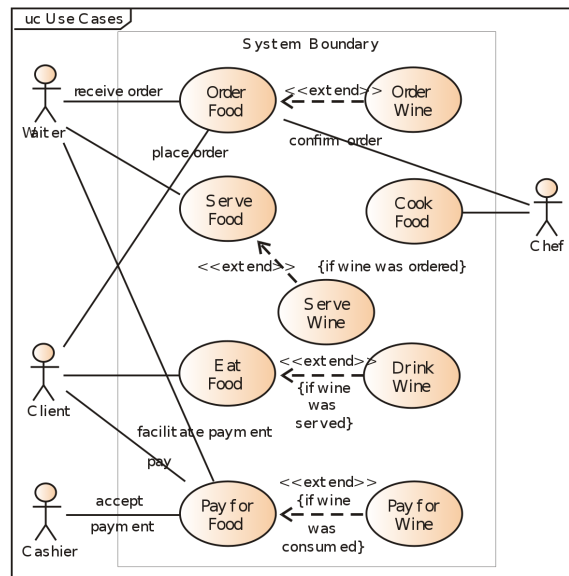 uc Use Cases
System Boundary
receive order
Order
Food
<<extend>>
Order
Wine
Waiter
place order
confirm order
Serve
Food
Cook
Food
Chef
<<extend>>
{if wine was ordered}
Serve
Wine
Eat
Food
<<extend>>
{if wine
was
served}
Drink
Wine
Client
facilitate payment
pay
accept
payment
Pay for
Food
<<extend>>
{if wine
was
consumed}
Pay for
Wine
Cashier